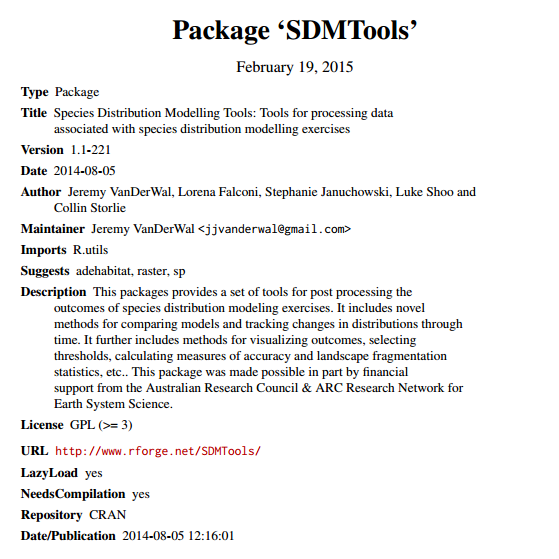 Package ‘SDMTools’
February 19, 2015
Type Package
Title Species Distribution Modelling Tools: Tools for processing data
associated with species distribution modelling exercises
Version 1.1-221
Date 2014-08-05
Author Jeremy VanDerWal, Lorena Falconi, Stephanie Januchowski, Luke Shoo and
Collin Storlie
Maintainer Jeremy VanDerWal <jjvanderwal@gmail.com>
Imports R.utils
Suggests adehabitat, raster, sp
Description This packages provides a set of tools for post processing the
outcomes of species distribution modeling exercises. It includes novel
methods for comparing models and tracking changes in distributions through
time. It further includes methods for visualizing outcomes, selecting
thresholds, calculating measures of accuracy and landscape fragmentation
statistics, etc.. This package was made possible in part by financial
support from the Australian Research Council & ARC Research Network for
Earth System Science.
License GPL (>= 3)
URL http://www.rforge.net/SDMTools/
LazyLoad yes
NeedsCompilation yes
Repository CRAN
Date/Publication 2014-08-05 12:16:01